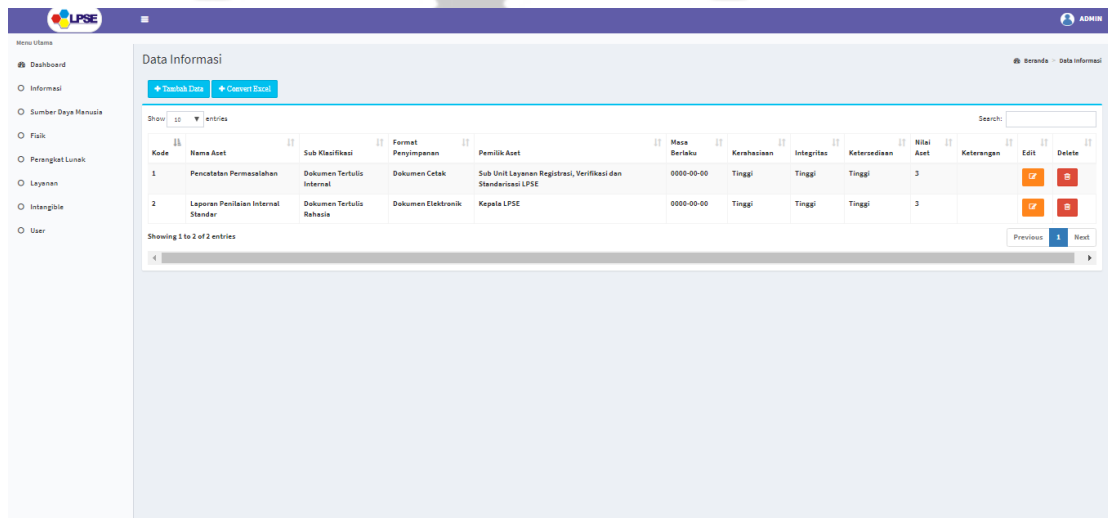 LPSE
ADMIN
Menu Utama
Dashboard
Informasi
Sumber Daya Manusia
Fisik
Perangkat Lunak
Layanan
Intangible
User
Data Informasi
Beranda > Data Informasi
+ Tambah Data + Convert Excel
Show 10 entries Search:
Kode Nama Aset Sub Klasifikasi Format Penyimpanan Pemilik Aset Masa Berlaku Kerahasiaan Integritas Ketersediaan Nilai Aset Keterangan Edit Delete
1 Pencatatan Permasalahan Dokumen Tertulis Internal Dokumen Cetak Sub Unit Layanan Registrasi, Verifikasi dan Standarisasi LPSE 0000-00-00 Tinggi Tinggi Tinggi 3
2 Laporan Penilaian Internal Standar Dokumen Tertulis Rahasia Dokumen Elektronik Kepala LPSE 0000-00-00 Tinggi Tinggi Tinggi 3
Showing 1 to 2 of 2 entries
Previous 1 Next